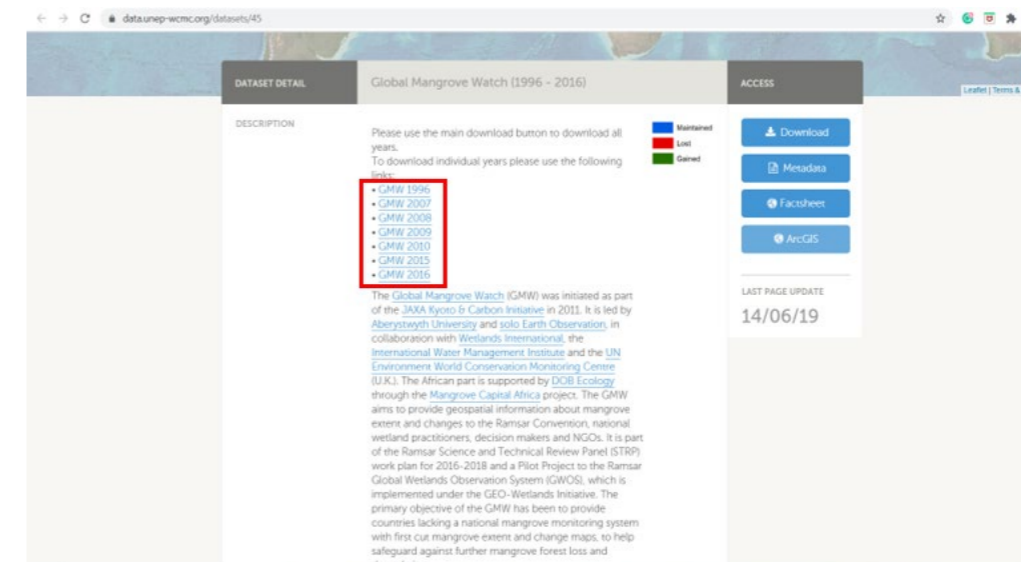 data.unep-wcmc.org/datasets/45
Leaflet | Terms &
DATASET DETAIL
Global Mangrove Watch (1996 - 2016)
ACCESS
DESCRIPTION
Please use the main download button to download all
years.
To download individual years please use the following
links:
• GMW 1996
• GMW 2007
• GMW 2008
• GMW 2009
• GMW 2010
• GMW 2015
• GMW 2016
The Global Mangrove Watch (GMW) was initiated as part
of the JAXA Kyoto & Carbon Initiative in 2011. It is led by
Aberystwyth University and solo Earth Observation, in
collaboration with Wetlands International, the
International Water Management Institute and the UN
Environment World Conservation Monitoring Centre
(U.K.). The African part is supported by DOB Ecology
through the Mangrove Capital Africa project. The GMW
aims to provide geospatial information about mangrove
extent and changes to the Ramsar Convention, national
wetland practitioners, decision makers and NGOs. It is part
of the Ramsar Science and Technical Review Panel (STRP)
work plan for 2016-2018 and a Pilot Project to the Ramsar
Global Wetlands Observation System (GWOS), which is
implemented under the GEO-Wetlands Initiative. The
primary objective of the GMW has been to provide
countries lacking a national mangrove monitoring system
with first cut mangrove extent and change maps, to help
safeguard against further mangrove forest loss and
Maintained
Lost
Gained
Download
Metadata
Factsheet
ArcGIS
LAST PAGE UPDATE
14/06/19